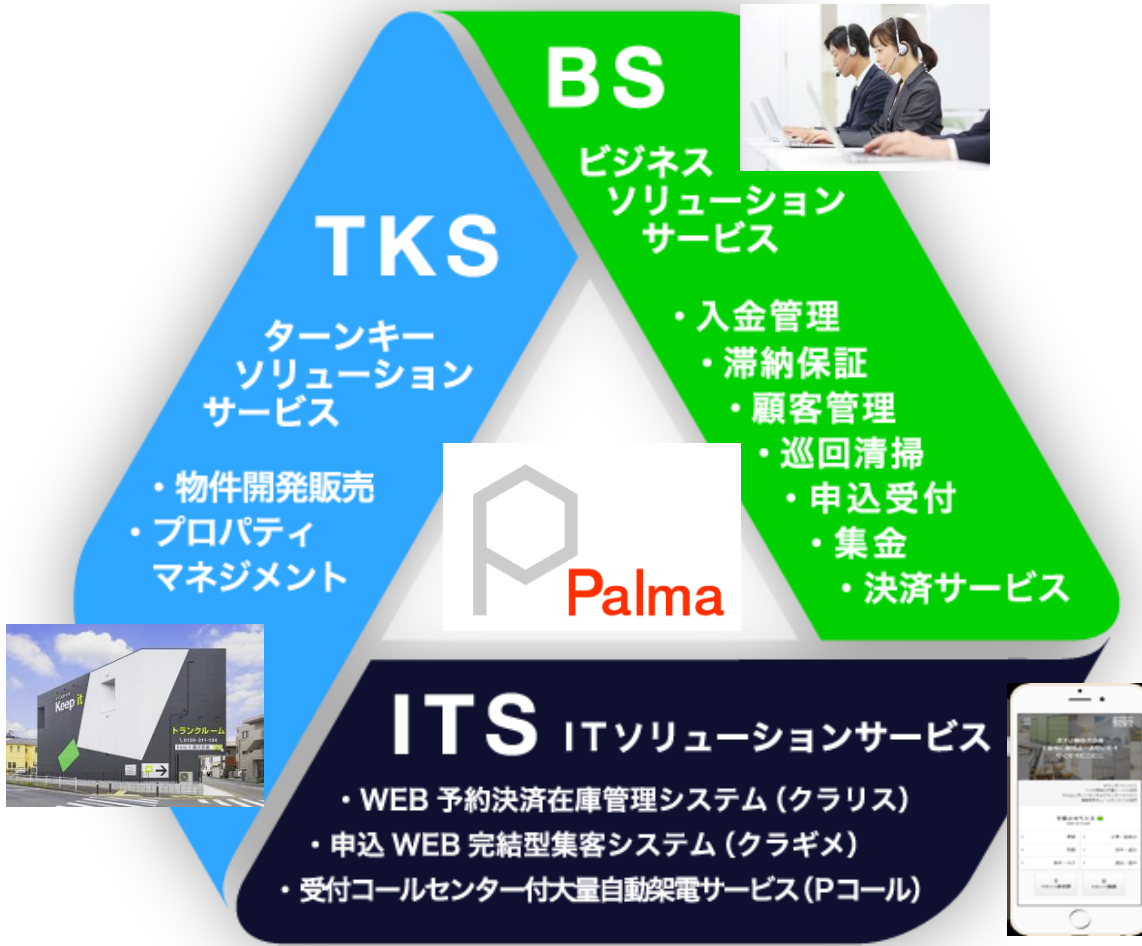 BS
ビジネス
ソリューション
サービス
・入金管理
・滞納保証
・顧客管理
・巡回清掃
・申込受付
・集金
・決済サービス
TKS
ターンキー
ソリューション
サービス
・物件開発販売
・プロパティ
マネジメント
Palma
Keep it
トランクルーム
ITS ITソリューションサービス
・WEB 予約決済在庫管理システム(クラリス)
・申込 WEB 完結型集客システム(クラギメ)
・受付コールセンター付大量自動架電サービス(Pコール)